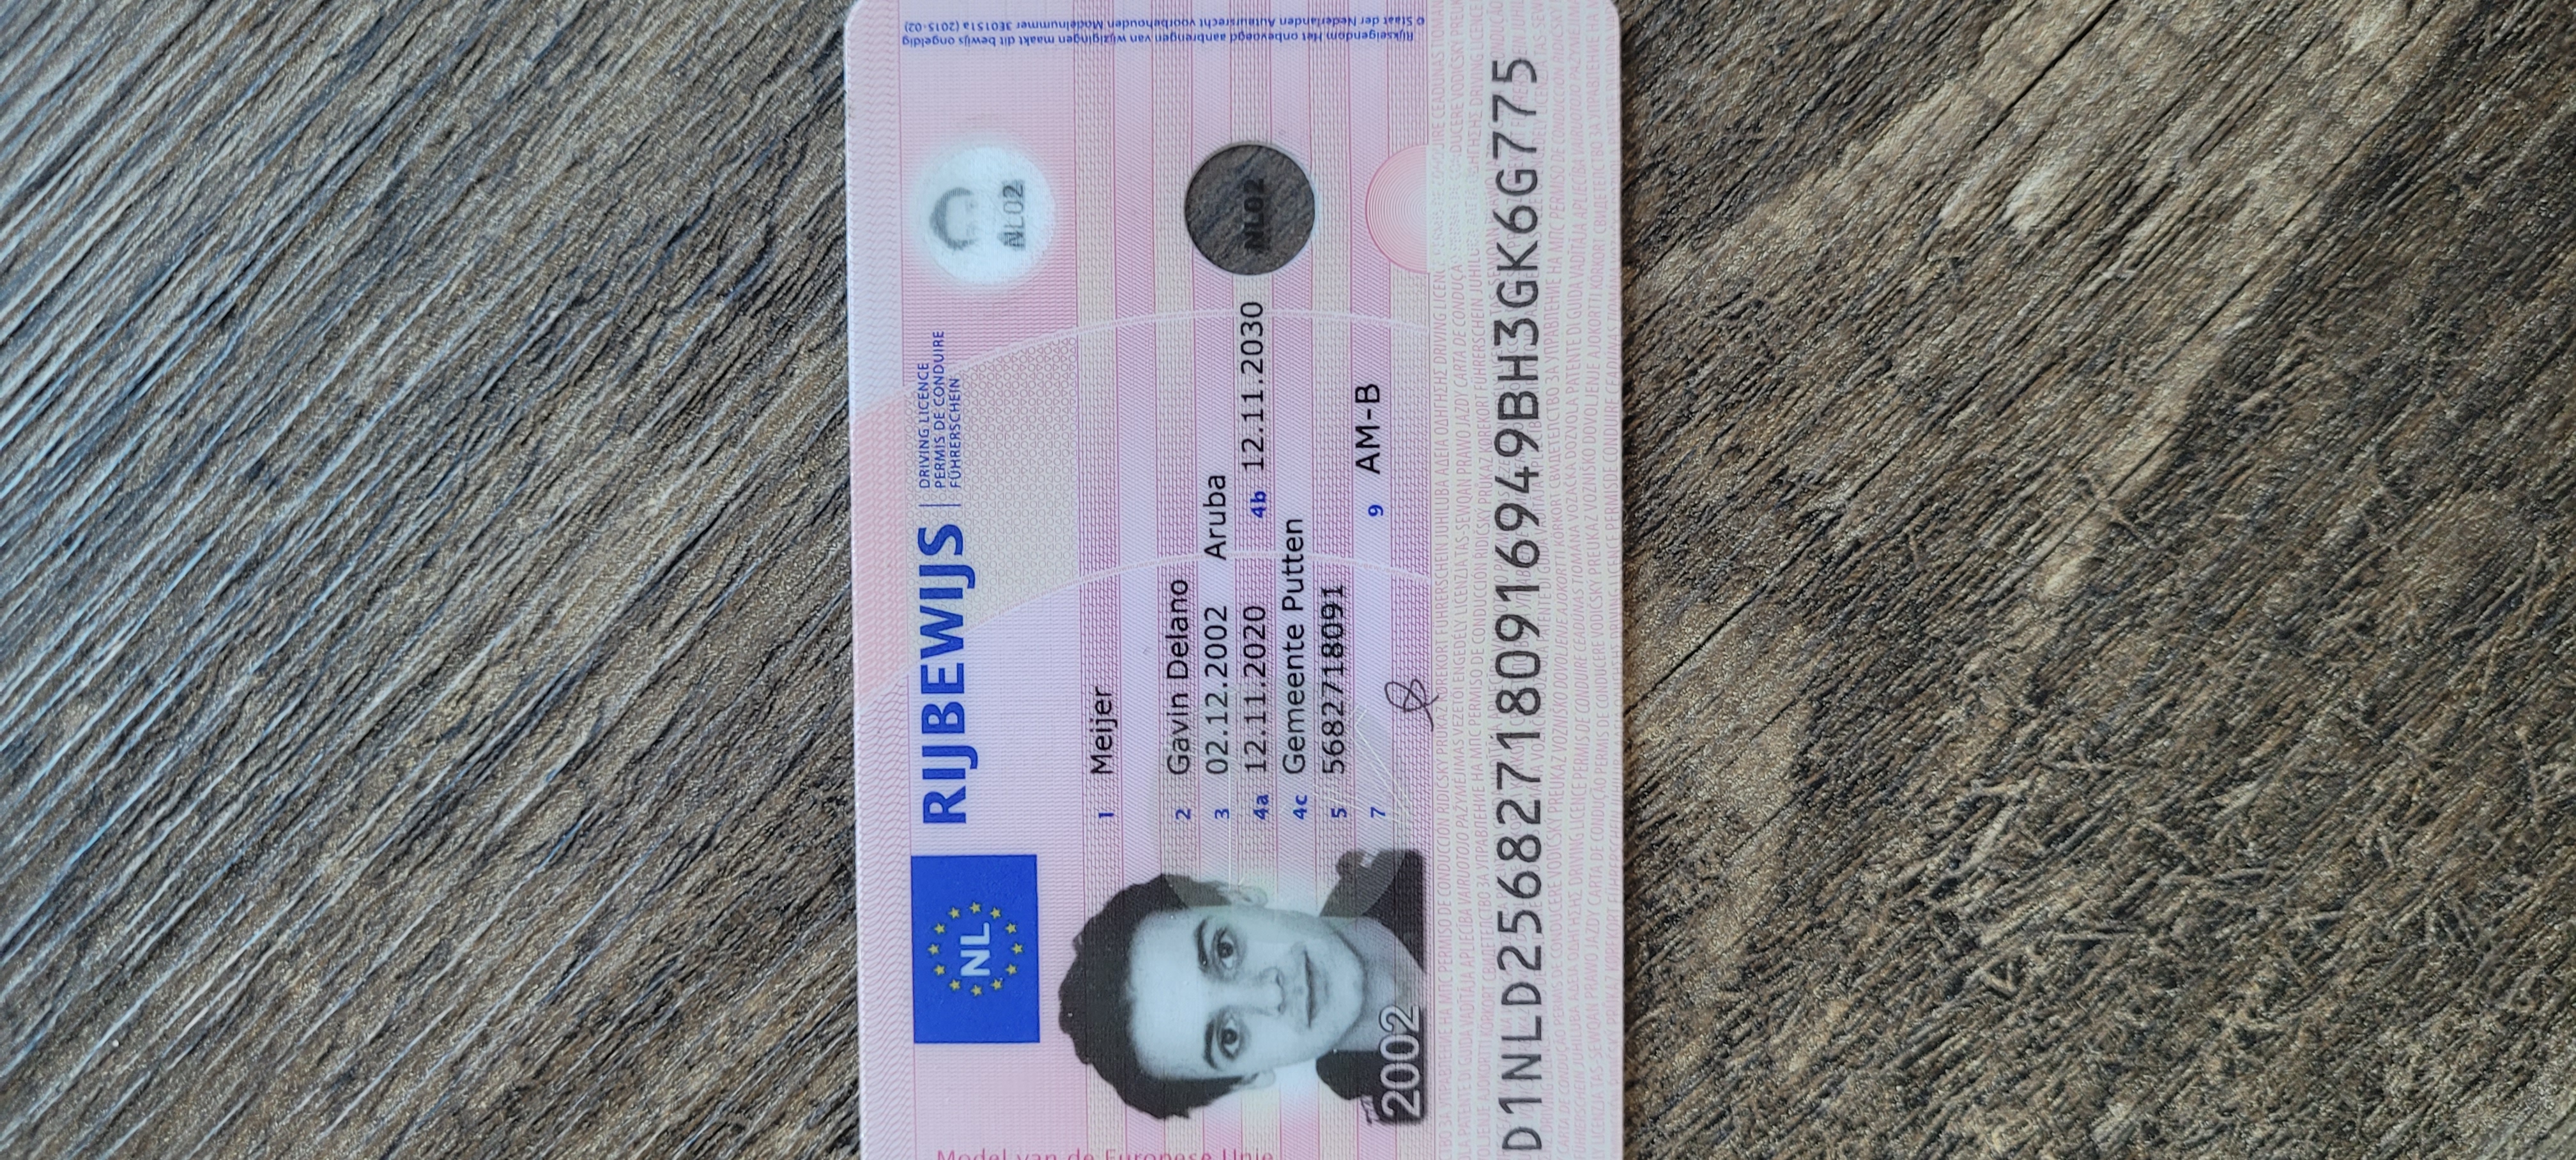 Model van de Europese Unie
NL
RIJBEWIJS
DRIVING LICENCE
PERMIS DE CONDUIRE
FÜHRERSCHEIN
1 Meijer
2 Gavin Delano
3 02.12.2002 Aruba
4a 12.11.2020 4b 12.11.2030
4c Gemeente Putten
5 5682718091
7
9 AM-B
2002
NL02
NL02
D1NLD256827180916949BH3GK6G7775
Rijkseigendom Het onbevoegd aanbrengen van wijzigingen maakt dit bewijs ongeldig
© Staat der Nederlanden Auteursrecht voorbehouden Modelnummer 3E0151a (2015-02)